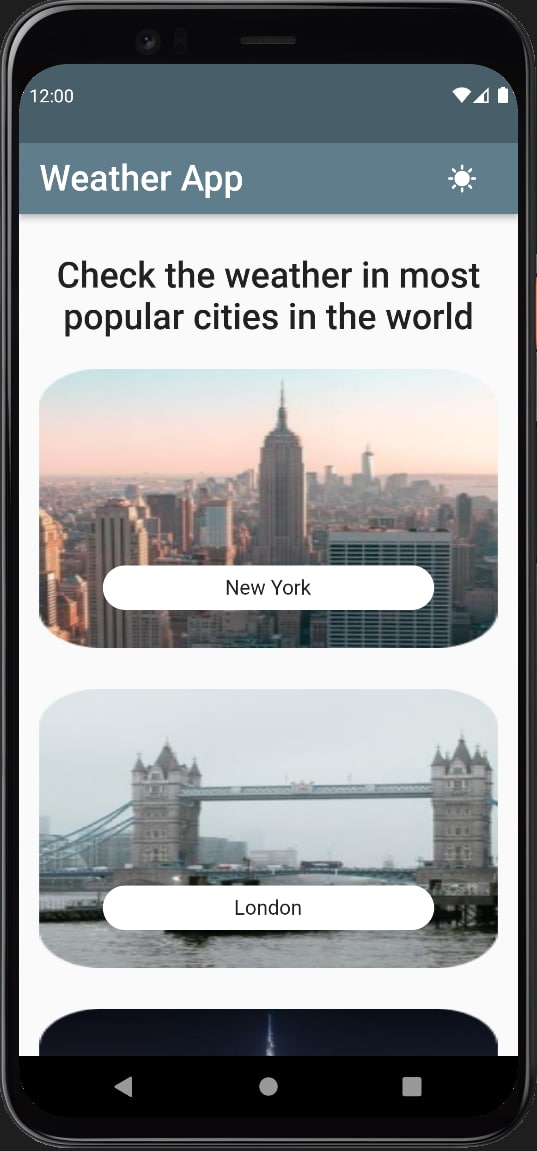 12:00
Weather App
Check the weather in most
popular cities in the world
New York
London